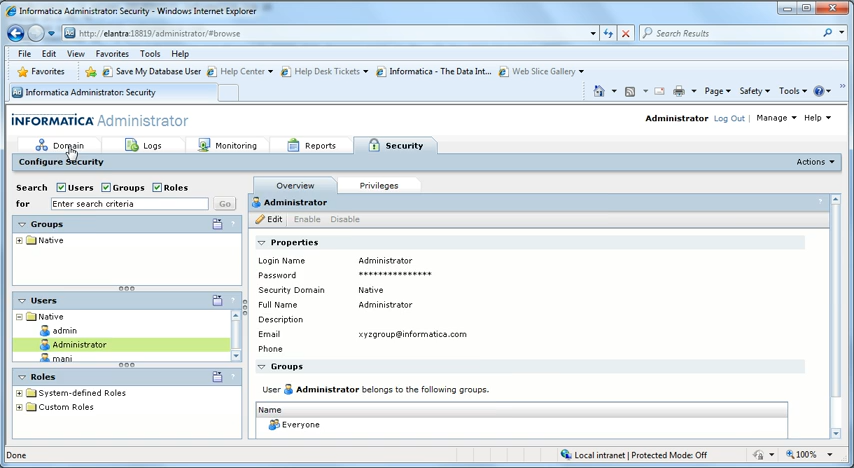 Informatica Administrator: Security - Windows Internet Explorer
Ad http://elantra:18819/administrator/#browse
Search Results
File Edit View Favorites Tools Help
Favorites Save My Database User Help Center Help Desk Tickets Informatica - The Data Int... Web Slice Gallery
Ad Informatica Administrator: Security
Page Safety Tools
INFORMATICA Administrator
Administrator Log Out Manage Help
Domain Logs Monitoring Reports Security
Configure Security Actions
Search Users Groups Roles
for Enter search criteria Go
Groups
Native
Users
Native
admin
Administrator
mani
Roles
System-defined Roles
Custom Roles
Overview Privileges
Administrator
Edit Enable Disable
Properties
Login Name Administrator
Password ***************
Security Domain Native
Full Name Administrator
Description
Email xyzgroup@informatica.com
Phone
Groups
User Administrator belongs to the following groups.
Name
Everyone
Done Local intranet | Protected Mode: Off 100%